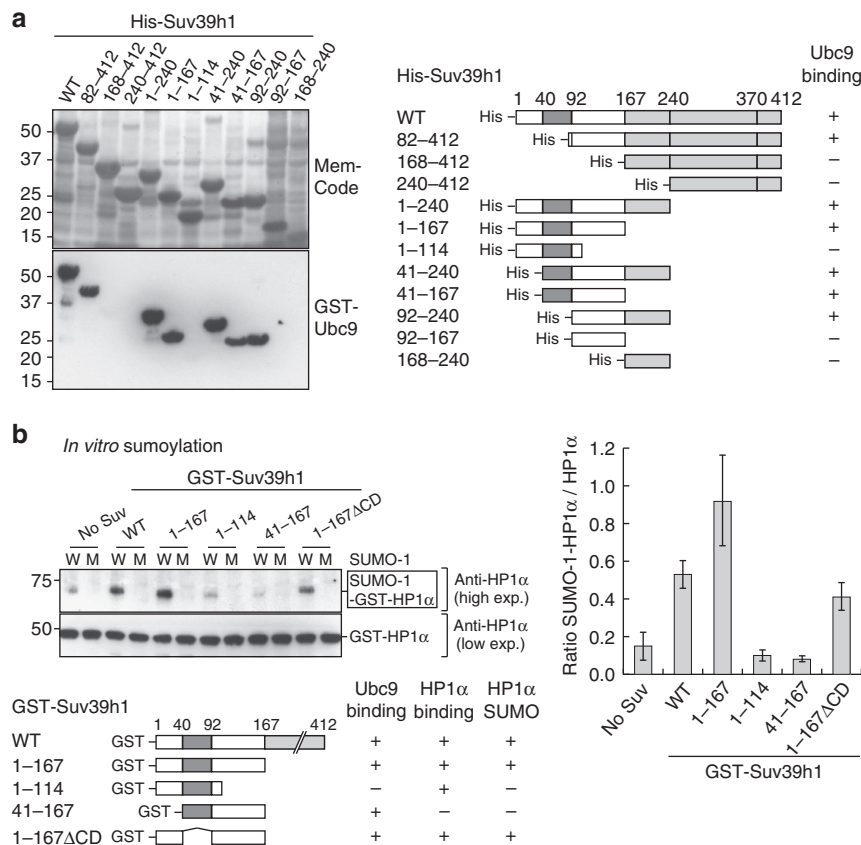 a
His-Suv39h1
WT 82–412 168–412 240–412 1–240 1–167 1–114 41–240 41–167 92–240 92–167 168–240
50
37
25
20
15
Mem-
Code
50
37
25
20
15
GST-
Ubc9
His-Suv39h1
Ubc9
binding
1 40 92 167 240 370 412
WT His +
82–412 His +
168–412 His –
240–412 His –
1–240 His +
1–167 His +
1–114 His –
41–240 His +
41–167 His +
92–240 His +
92–167 His –
168–240 His –
b
In vitro sumoylation
GST-Suv39h1
No Suv WT 1–167 1–114 41–167 1–167ΔCD
W M W M W M W M W M W M SUMO-1
75
SUMO-1
-GST-HP1α
Anti-HP1α
(high exp.)
50
GST-HP1α
Anti-HP1α
(low exp.)
GST-Suv39h1
Ubc9
binding
HP1α
binding
HP1α
SUMO
1 40 92 167 412
WT GST + + +
1–167 GST + + +
1–114 GST – + –
41–167 GST + – –
1–167ΔCD GST + + +
Ratio SUMO-1-HP1α / HP1α
1.2
1.0
0.8
0.6
0.4
0.2
0.0
No Suv WT 1–167 1–114 41–167 1–167ΔCD
GST-Suv39h1